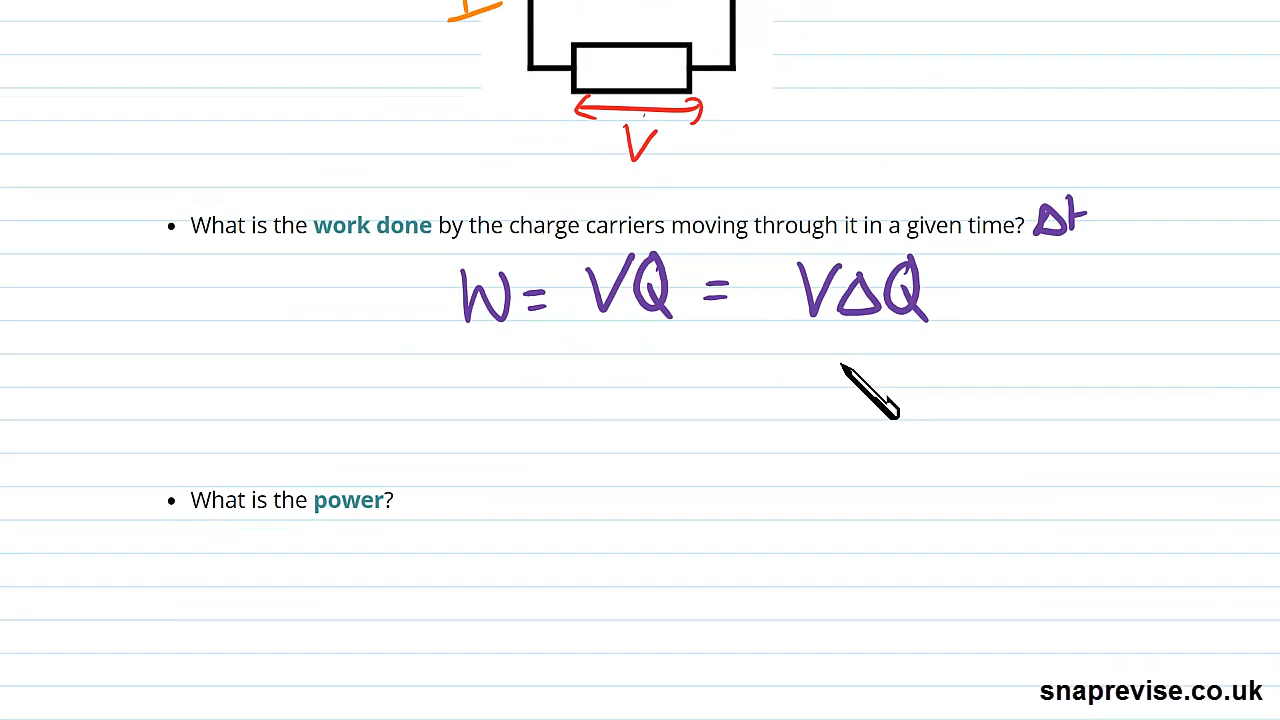 V
• What is the work done by the charge carriers moving through it in a given time? Δt
W = VQ = VΔQ
• What is the power?
snaprevise.co.uk